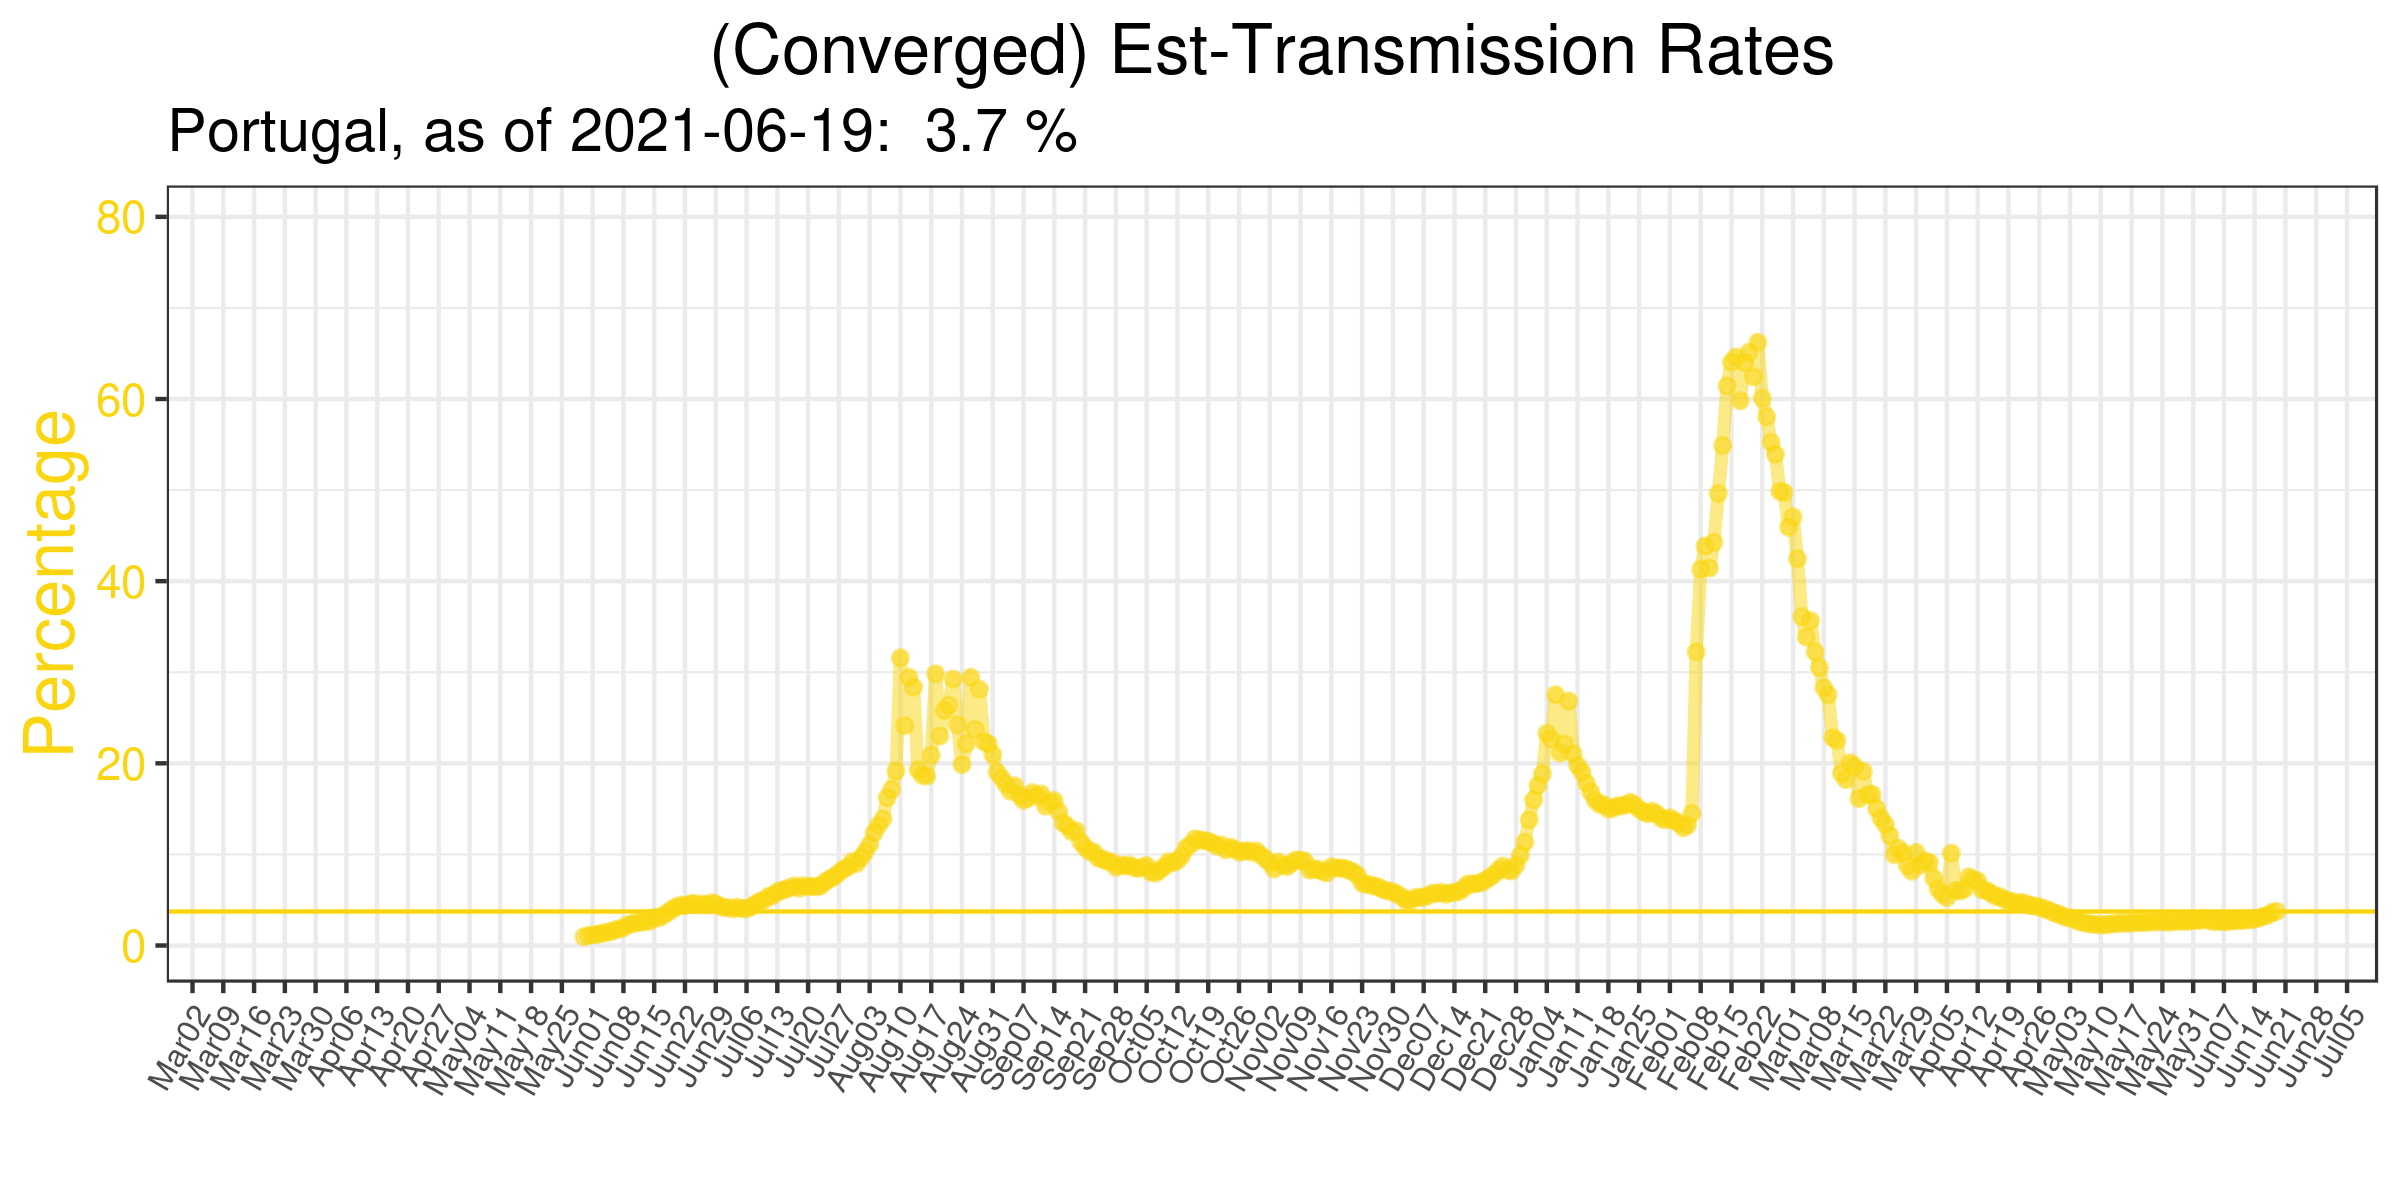 (Converged) Est-Transmission Rates
Portugal, as of 2021-06-19:  3.7 %
Percentage
80
60
40
20
0
Mar02
Mar09
Mar16
Mar23
Mar30
Apr06
Apr13
Apr20
Apr27
May04
May11
May18
May25
Jun01
Jun08
Jun15
Jun22
Jun29
Jul06
Jul13
Jul20
Jul27
Aug03
Aug10
Aug17
Aug24
Aug31
Sep07
Sep14
Sep21
Sep28
Oct05
Oct12
Oct19
Oct26
Nov02
Nov09
Nov16
Nov23
Nov30
Dec07
Dec14
Dec21
Dec28
Jan04
Jan11
Jan18
Jan25
Feb01
Feb08
Feb15
Feb22
Mar01
Mar08
Mar15
Mar22
Mar29
Apr05
Apr12
Apr19
Apr26
May03
May10
May17
May24
May31
Jun07
Jun14
Jun21
Jun28
Jul05